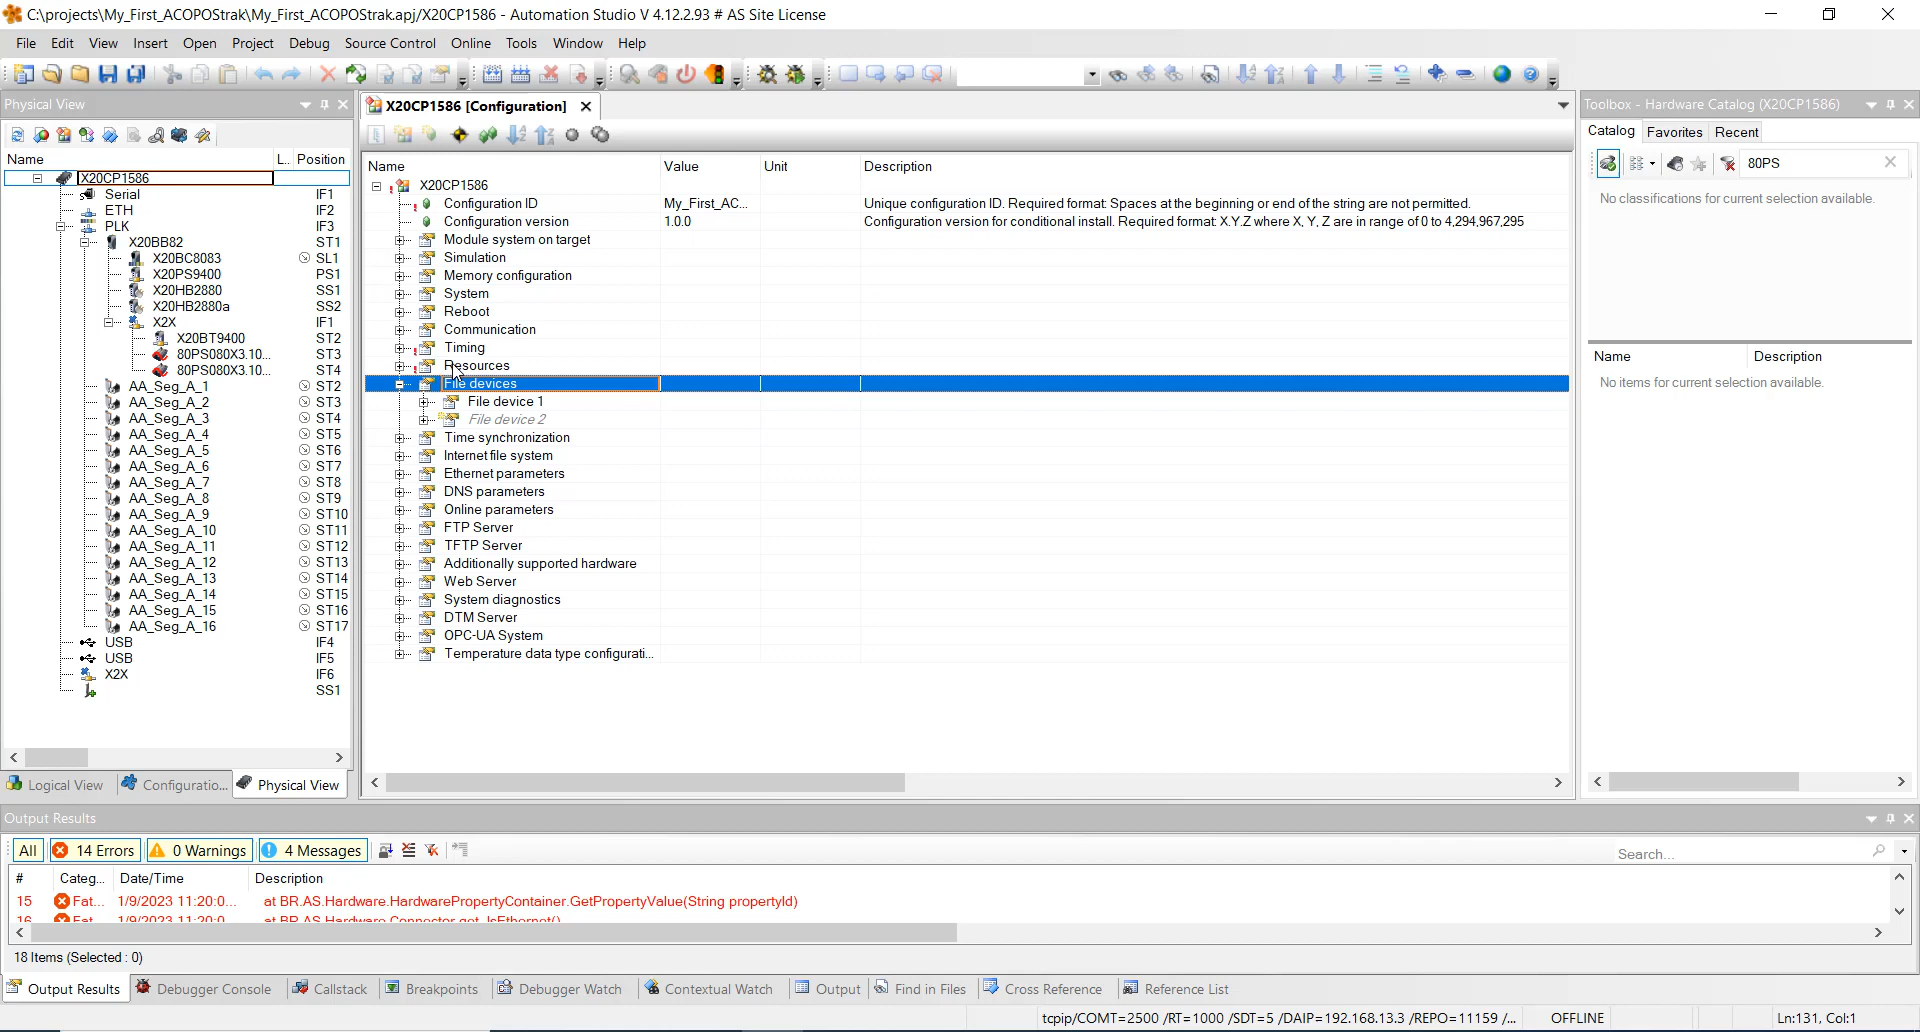 C:\projects\My_First_ACOPOStrak\My_First_ACOPOStrak.apj/X20CP1586 - Automation Studio V 4.12.2.93 # AS Site License
File Edit View Insert Open Project Debug Source Control Online Tools Window Help
Physical View
Name L.. Position
X20CP1586
Serial IF1
ETH IF2
PLK IF3
X20BB82 ST1
X20BC8083 SL1
X20PS9400 PS1
X20HB2880 SS1
X20HB2880a SS2
X2X IF1
X20BT9400 ST2
80PS080X3.10... ST3
80PS080X3.10... ST4
AA_Seg_A_1 ST2
AA_Seg_A_2 ST3
AA_Seg_A_3 ST4
AA_Seg_A_4 ST5
AA_Seg_A_5 ST6
AA_Seg_A_6 ST7
AA_Seg_A_7 ST8
AA_Seg_A_8 ST9
AA_Seg_A_9 ST10
AA_Seg_A_10 ST11
AA_Seg_A_11 ST12
AA_Seg_A_12 ST13
AA_Seg_A_13 ST14
AA_Seg_A_14 ST15
AA_Seg_A_15 ST16
AA_Seg_A_16 ST17
USB IF4
USB IF5
X2X IF6
SS1
Logical View Configuratio... Physical View
X20CP1586 [Configuration]
Name Value Unit Description
X20CP1586
Configuration ID My_First_AC... Unique configuration ID. Required format: Spaces at the beginning or end of the string are not permitted.
Configuration version 1.0.0 Configuration version for conditional install. Required format: X.Y.Z where X, Y, Z are in range of 0 to 4,294,967,295
Module system on target
Simulation
Memory configuration
System
Reboot
Communication
Timing
Resources
File devices
File device 1
File device 2
Time synchronization
Internet file system
Ethernet parameters
DNS parameters
Online parameters
FTP Server
TFTP Server
Additionally supported hardware
Web Server
System diagnostics
DTM Server
OPC-UA System
Temperature data type configurati...
Toolbox - Hardware Catalog (X20CP1586)
Catalog Favorites Recent
80PS
No classifications for current selection available.
Name Description
No items for current selection available.
Output Results
All 14 Errors 0 Warnings 4 Messages
Search...
# Categ... Date/Time Description
15 Fat... 1/9/2023 11:20:0... at BR.AS.Hardware.HardwarePropertyContainer.GetPropertyValue(String propertyId)
16 Fat... 1/9/2023 11:20:0... at BR.AS.Hardware.Connector.get_IsEthernet()
18 Items (Selected : 0)
Output Results Debugger Console Callstack Breakpoints Debugger Watch Contextual Watch Output Find in Files Cross Reference Reference List
tcpip/COMT=2500 /RT=1000 /SDT=5 /DAIP=192.168.13.3 /REPO=11159 /... OFFLINE Ln:131, Col:1